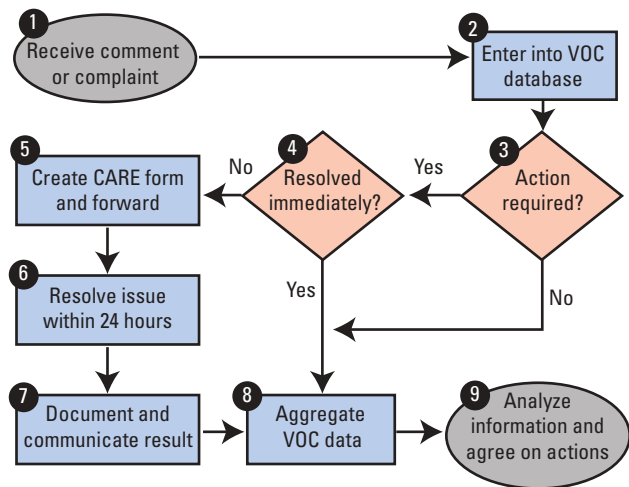 1
Receive comment
or complaint
2
Enter into VOC
database
3
Action
required?
Yes
No
4
Resolved
immediately?
No
Yes
5
Create CARE form
and forward
6
Resolve issue
within 24 hours
7
Document and
communicate result
8
Aggregate
VOC data
9
Analyze
information and
agree on actions